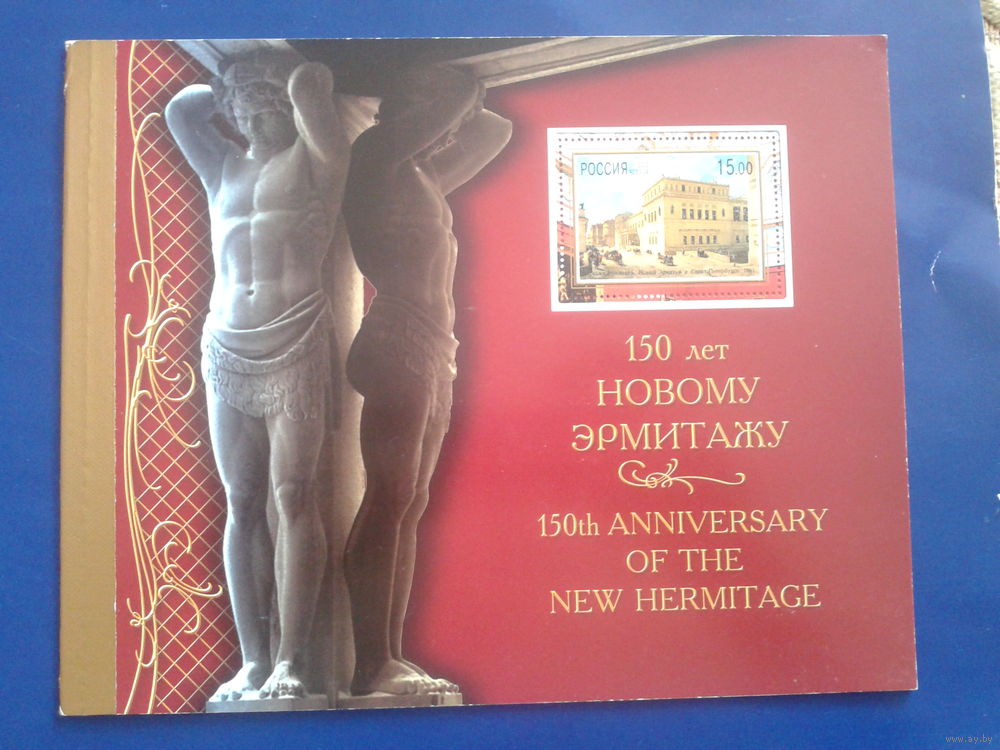 РОССИЯ 15.00
150 лет
НОВОМУ
ЭРМИТАЖУ
150th ANNIVERSARY
OF THE
NEW HERMITAGE
www.ay.by